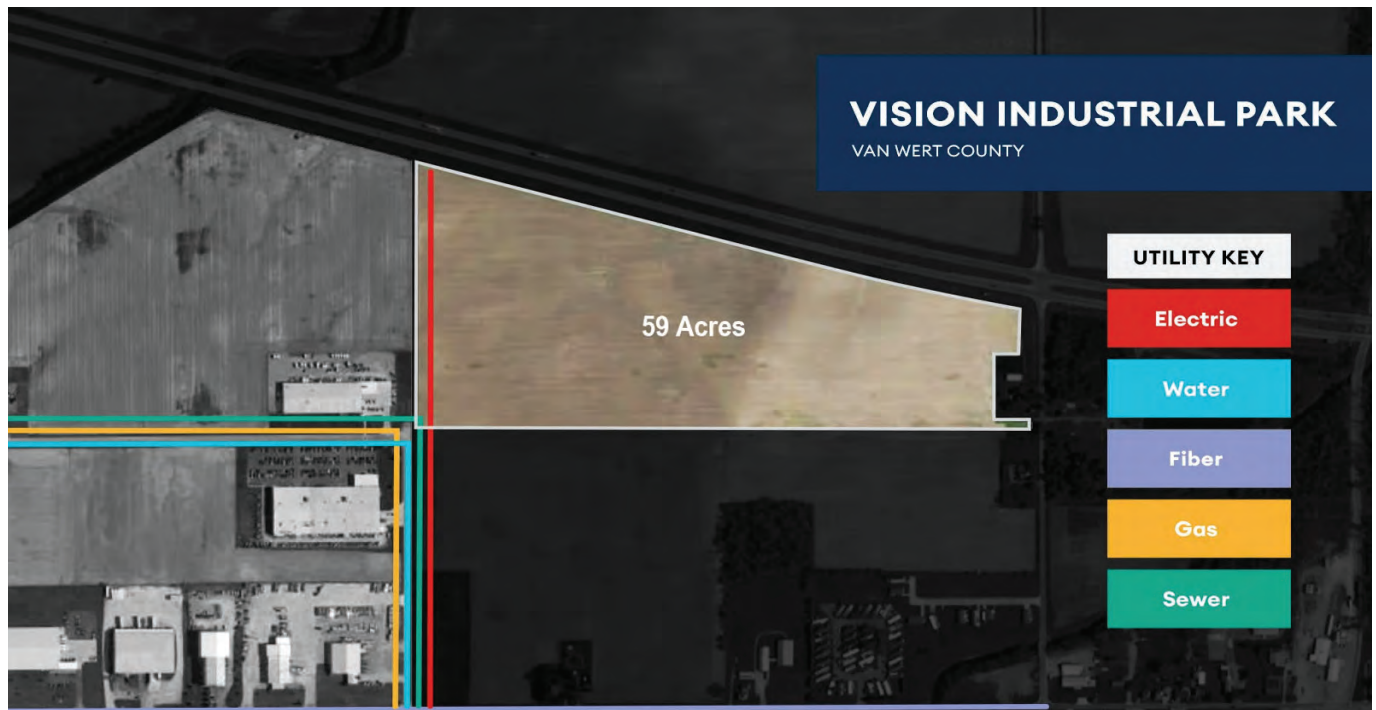 VISION INDUSTRIAL PARK
VAN WERT COUNTY
UTILITY KEY
Electric
59 Acres
Water
Fiber
Gas
Sewer